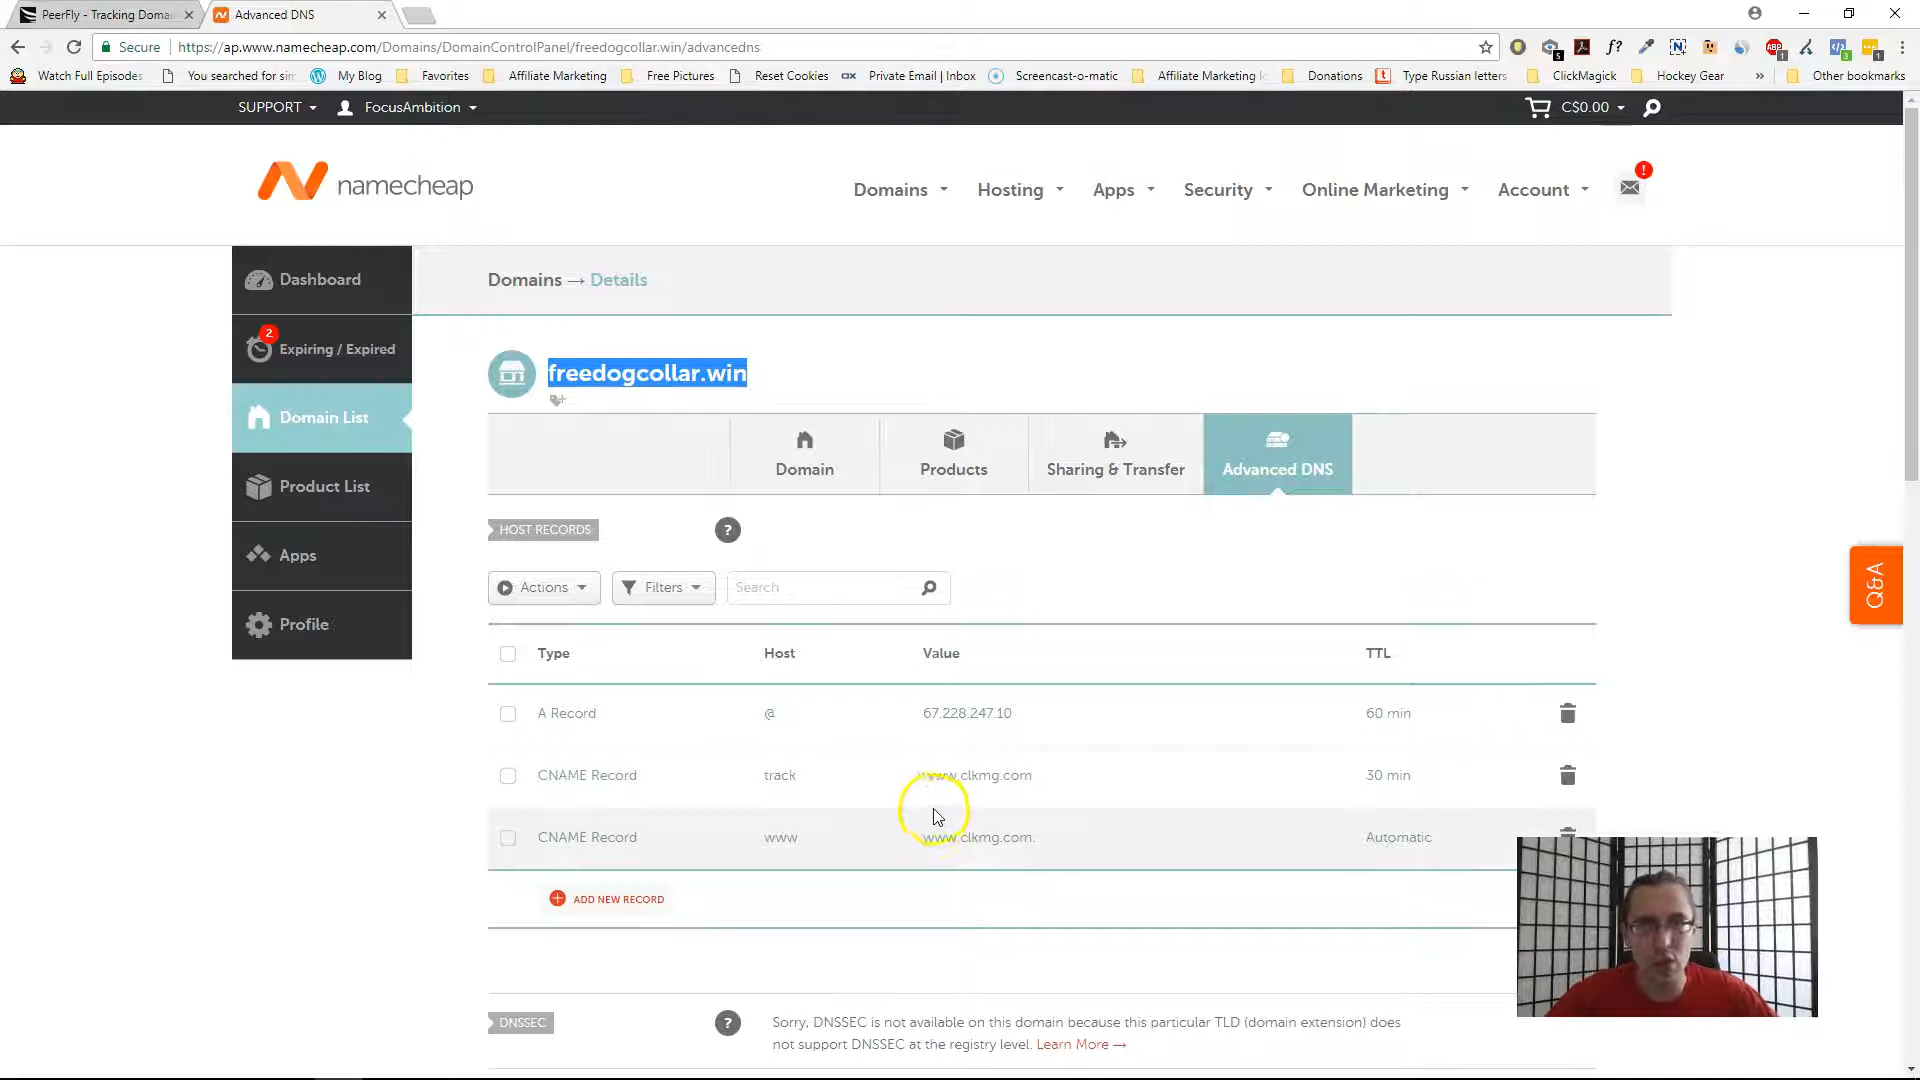 PeerFly - Tracking Doma
Advanced DNS
Secure
https://ap.www.namecheap.com/Domains/DomainControlPanel/freedogcollar.win/advancedns
Watch Full Episodes
You searched for sin
My Blog
Favorites
Affiliate Marketing
Free Pictures
Reset Cookies
Private Email | Inbox
Screencast-o-matic
Affiliate Marketing
Donations
Type Russian letters
ClickMagick
Hockey Gear
»
Other bookmarks
SUPPORT
FocusAmbition
C$0.00
namecheap
Domains
Hosting
Apps
Security
Online Marketing
Account
!
Dashboard
2
Expiring / Expired
Domain List
Product List
Apps
Profile
Domains → Details
freedogcollar.win
Domain
Products
Sharing & Transfer
Advanced DNS
HOST RECORDS
?
Actions
Filters
Search
Type Host Value TTL
A Record @ 67.228.247.10 60 min
CNAME Record track www.clkmg.com 30 min
CNAME Record www www.clkmg.com. Automatic
ADD NEW RECORD
DNSSEC
?
Sorry, DNSSEC is not available on this domain because this particular TLD (domain extension) does
not support DNSSEC at the registry level. Learn More →
Q&A